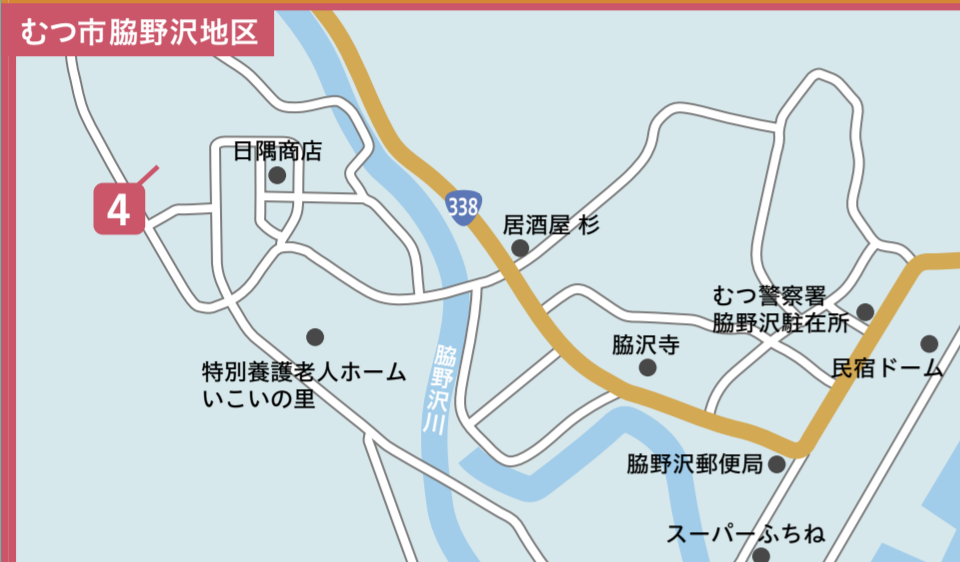 むつ市脇野沢地区
日隅商店
4
338
居酒屋 杉
むつ警察署
脇野沢駐在所
脇沢寺
民宿ドーム
特別養護老人ホーム
いこいの里
脇野沢川
脇野沢郵便局
スーパーふちね